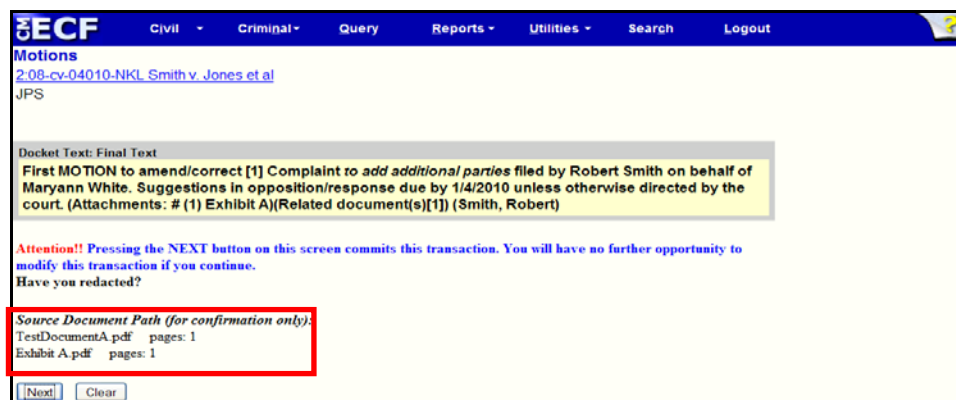 CM ECF Civil Criminal Query Reports Utilities Search Logout ?
Motions
2:08-cv-04010-NKL Smith v. Jones et al
JPS
Docket Text: Final Text
First MOTION to amend/correct [1] Complaint to add additional parties filed by Robert Smith on behalf of
Maryann White. Suggestions in opposition/response due by 1/4/2010 unless otherwise directed by the
court. (Attachments: # (1) Exhibit A)(Related document(s)[1]) (Smith, Robert)
Attention!! Pressing the NEXT button on this screen commits this transaction. You will have no further opportunity to
modify this transaction if you continue.
Have you redacted?
Source Document Path (for confirmation only):
TestDocumentA.pdf pages: 1
Exhibit A.pdf pages: 1
Next Clear